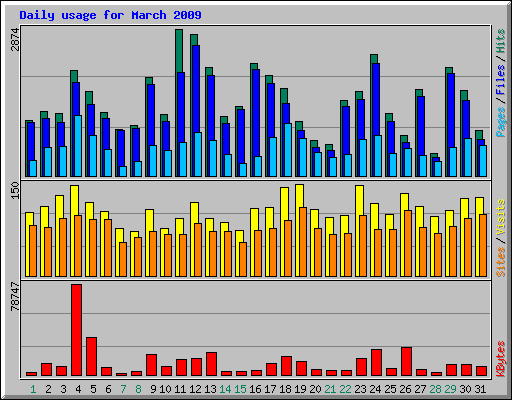 Daily usage for March 2009
2874
Pages / Files / Hits
150
Sites / Visits
78747
KBytes
1 2 3 4 5 6 7 8 9 10 11 12 13 14 15 16 17 18 19 20 21 22 23 24 25 26 27 28 29 30 31